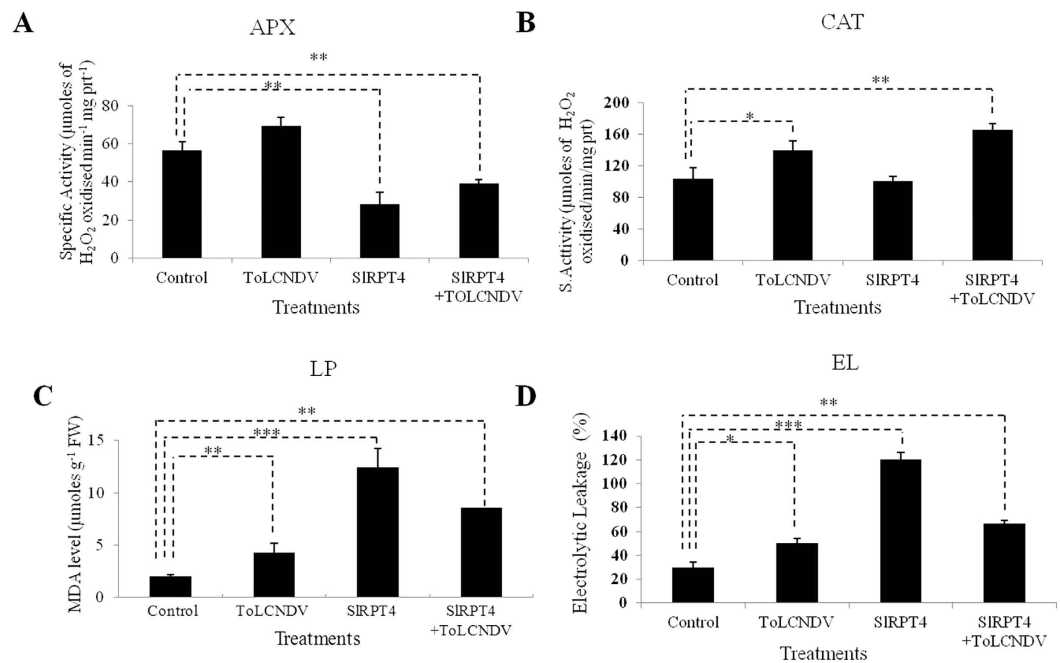 A
APX
Specific Activity (μmoles of
H₂O₂ oxidised min⁻¹ mg prt⁻¹)
80
60
40
20
0
**
**
Control
ToLCNDV
SlRPT4
SlRPT4
+TOLCNDV
Treatments
B
CAT
S.Acttivity (μmoles of H₂O₂
oxidised/min/mg prt)
200
160
120
80
40
0
**
*
Control
ToLCNDV
SlRPT4
SlRPT4
+ToLCNDV
Treatments
C
LP
MDA level (μmoles g⁻¹ FW)
15
10
5
0
**
***
**
Control
ToLCNDV
SlRPT4
SlRPT4
+ToLCNDV
Treatments
D
EL
Electrolytic Leakage (%)
140
120
100
80
60
40
20
0
**
***
*
Control
ToLCNDV
SlRPT4
SlRPT4
+ToLCNDV
Treatments